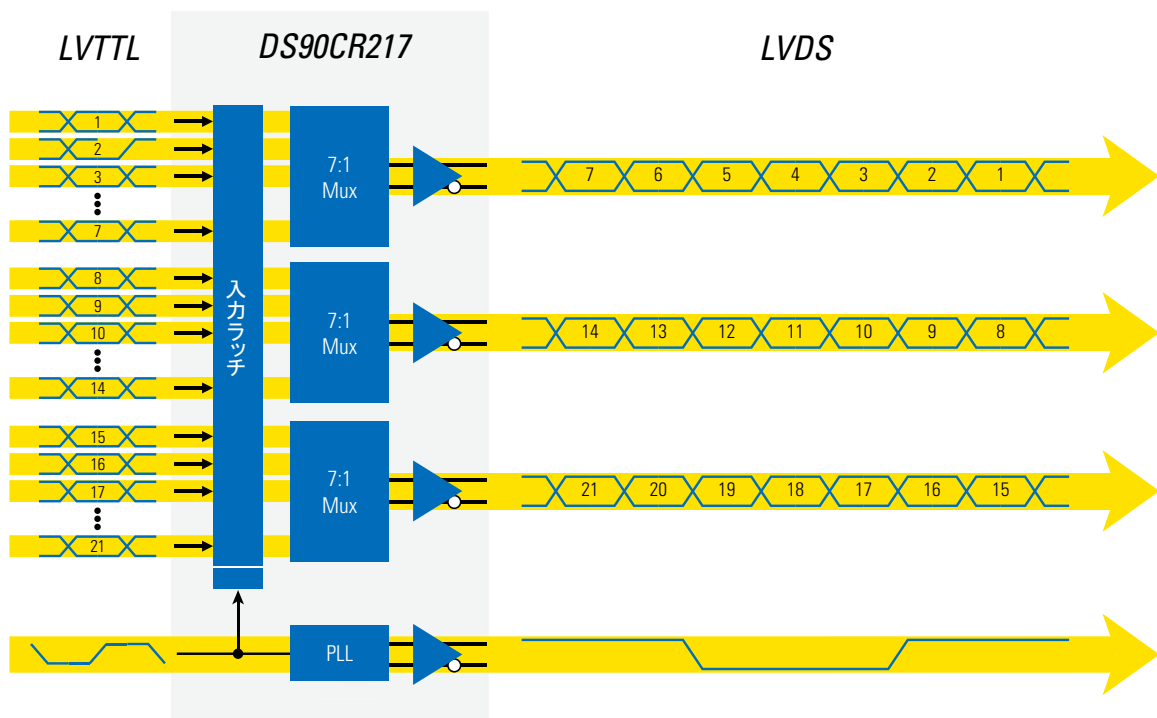 LVTTL
DS90CR217
LVDS
1
2
3
7
7:1
Mux
7 6 5 4 3 2 1
8
9
10
14
入力ラッチ
7:1
Mux
14 13 12 11 10 9 8
15
16
17
21
7:1
Mux
21 20 19 18 17 16 15
PLL